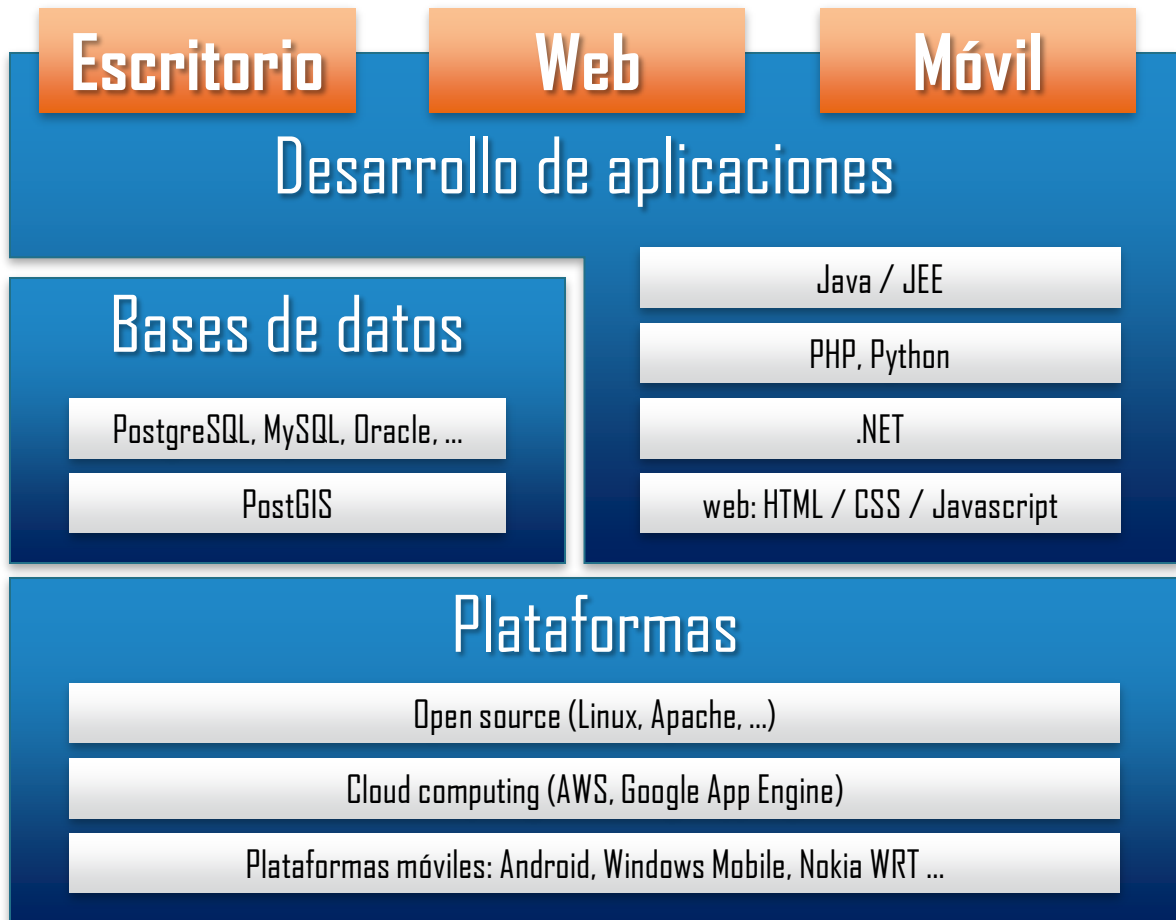 Escritorio
Web
Móvil
Desarrollo de aplicaciones
Bases de datos
PostgreSQL, MySQL, Oracle, ...
PostGIS
Java / JEE
PHP, Python
.NET
web: HTML / CSS / Javascript
Plataformas
Open source (Linux, Apache, ...)
Cloud computing (AWS, Google App Engine)
Plataformas móviles: Android, Windows Mobile, Nokia WRT ...